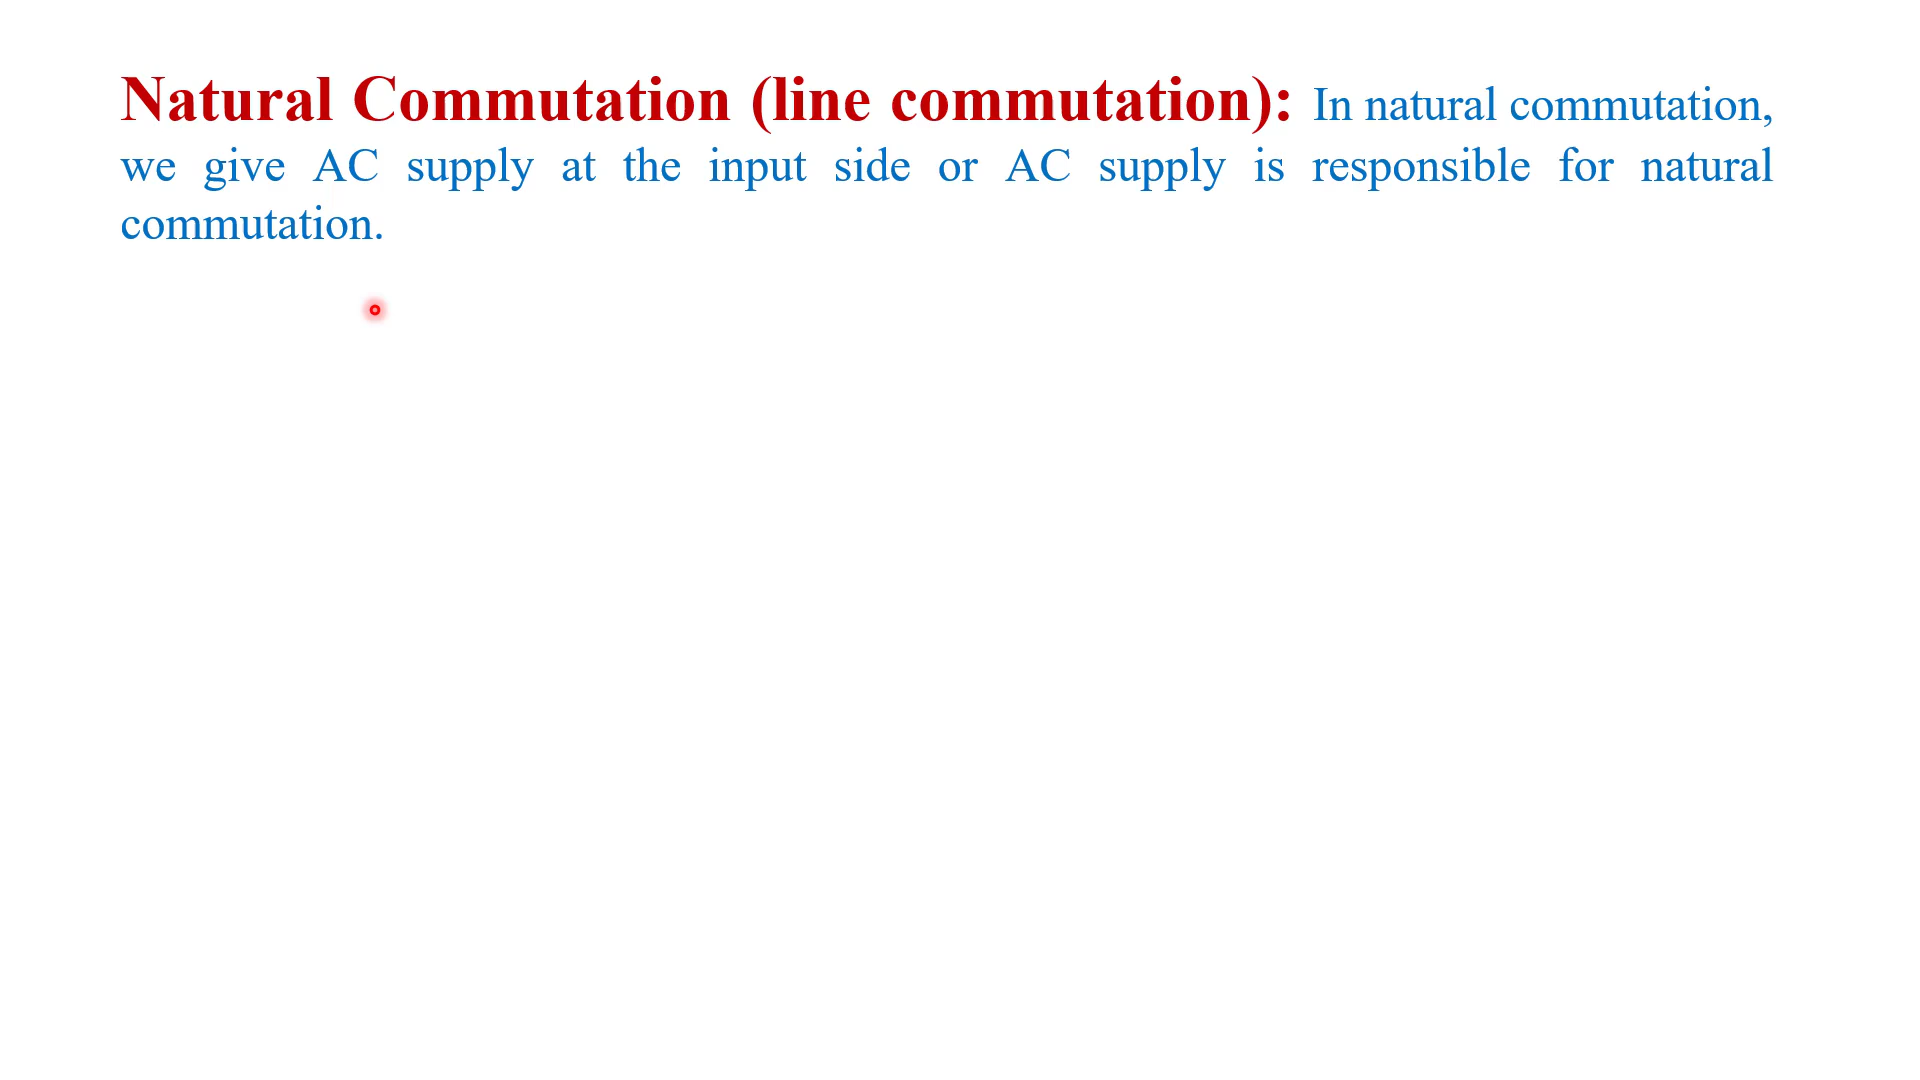 Natural Commutation (line commutation): In natural commutation,
we give AC supply at the input side or AC supply is responsible for natural
commutation.